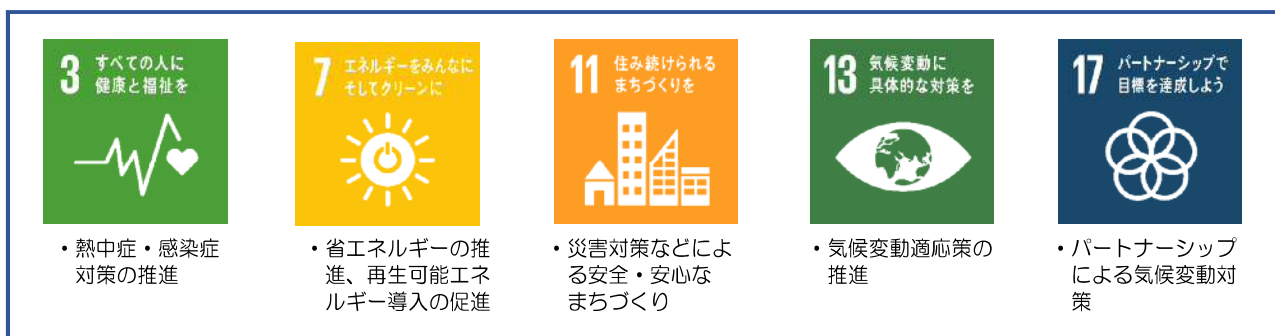 3 すべての人に
健康と福祉を
・熱中症・感染症
対策の推進
7 エネルギーをみんなに
そしてクリーンに
・省エネルギーの推
進、再生可能エネ
ルギー導入の促進
11 住み続けられる
まちづくりを
・災害対策などによ
る安全・安心な
まちづくり
13 気候変動に
具体的な対策を
・気候変動適応策の
推進
17 パートナーシップで
目標を達成しよう
・パートナーシップ
による気候変動対
策